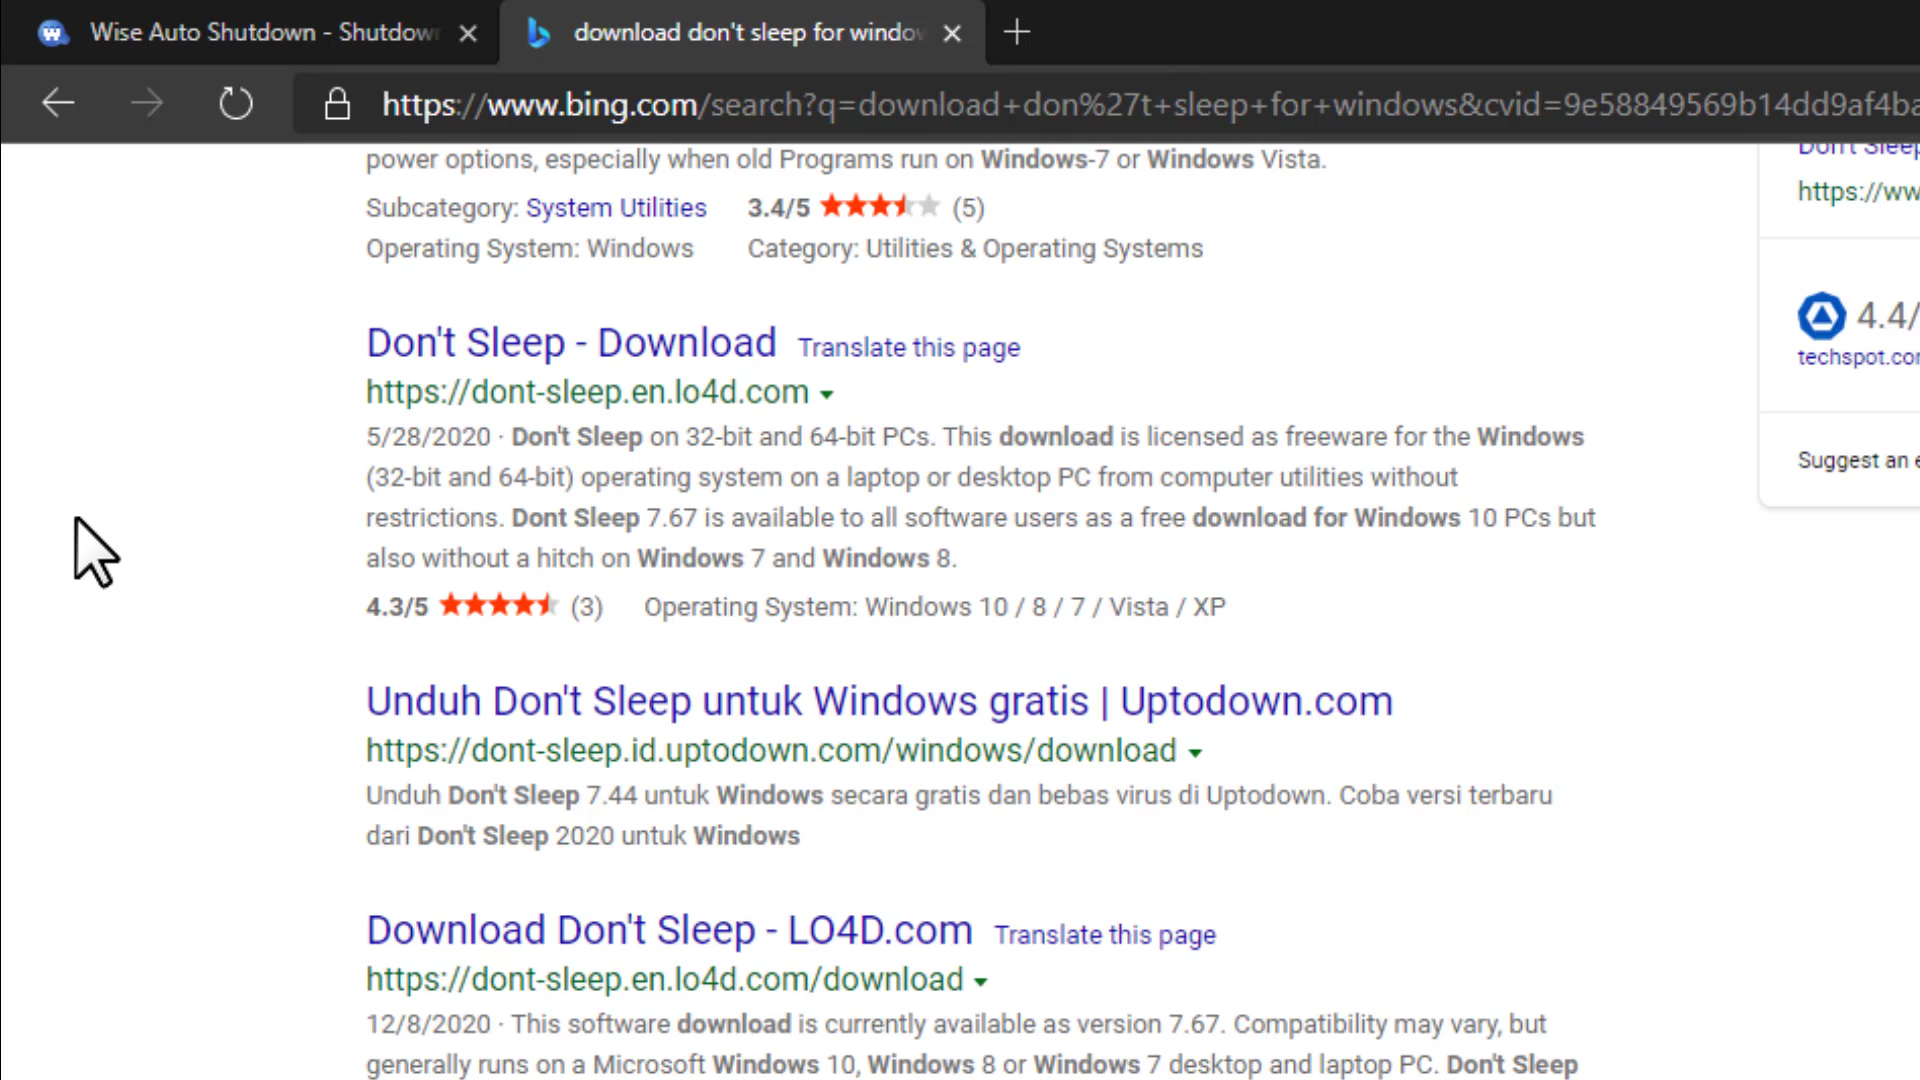 Wise Auto Shutdown - Shutdown
download don't sleep for window
https://www.bing.com/search?q=download+don%27t+sleep+for+windows&cvid=9e58849569b14dd9af4ba
power options, especially when old Programs run on Windows-7 or Windows Vista.
Subcategory: System Utilities 3.4/5 (5)
Operating System: Windows Category: Utilities & Operating Systems
Don't Sleep - Download Translate this page
https://dont-sleep.en.lo4d.com
5/28/2020 · Don't Sleep on 32-bit and 64-bit PCs. This download is licensed as freeware for the Windows
(32-bit and 64-bit) operating system on a laptop or desktop PC from computer utilities without
restrictions. Dont Sleep 7.67 is available to all software users as a free download for Windows 10 PCs but
also without a hitch on Windows 7 and Windows 8.
4.3/5 (3) Operating System: Windows 10 / 8 / 7 / Vista / XP
Unduh Don't Sleep untuk Windows gratis | Uptodown.com
https://dont-sleep.id.uptodown.com/windows/download
Unduh Don't Sleep 7.44 untuk Windows secara gratis dan bebas virus di Uptodown. Coba versi terbaru
dari Don't Sleep 2020 untuk Windows
Download Don't Sleep - LO4D.com Translate this page
https://dont-sleep.en.lo4d.com/download
12/8/2020 · This software download is currently available as version 7.67. Compatibility may vary, but
generally runs on a Microsoft Windows 10, Windows 8 or Windows 7 desktop and laptop PC. Don't Sleep
Don't Sleep
https://ww
4.4/
techspot.co
Suggest an e